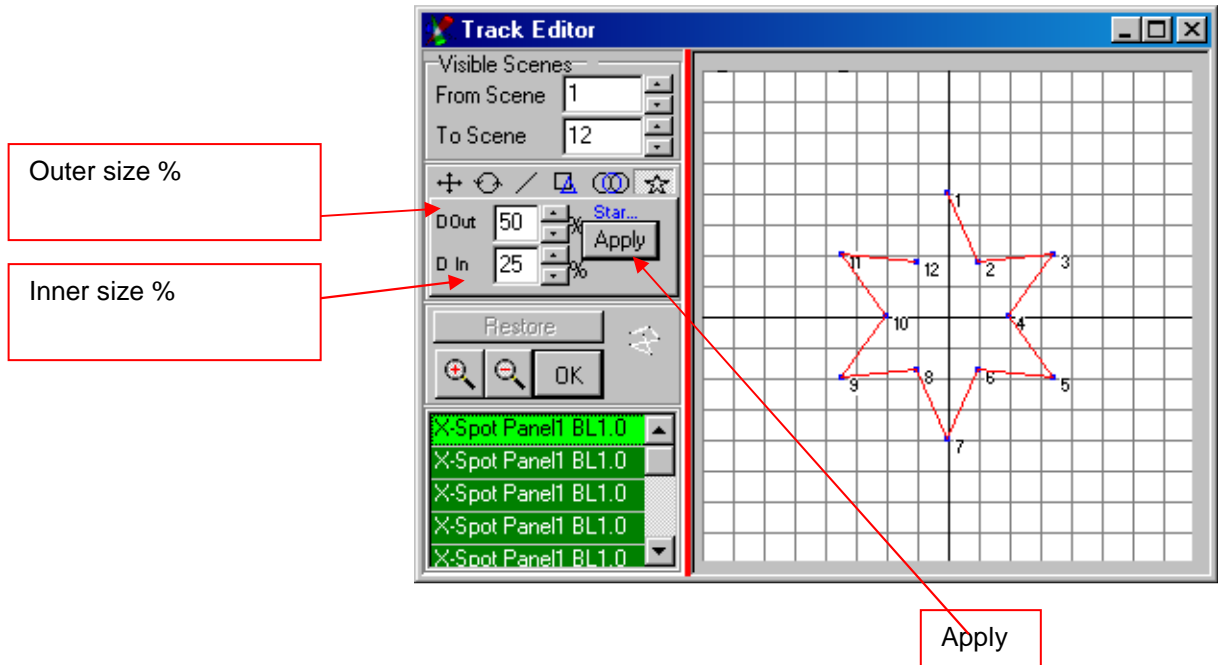 Track Editor
Visible Scenes
From Scene 1
To Scene 12
Outer size %
Inner size %
D Out 50 %
Star...
Apply
D In 25 %
Restore
OK
X-Spot Panel1 BL1.0
X-Spot Panel1 BL1.0
X-Spot Panel1 BL1.0
X-Spot Panel1 BL1.0
X-Spot Panel1 BL1.0
1
2
3
4
5
6
7
8
9
10
11
12
Apply